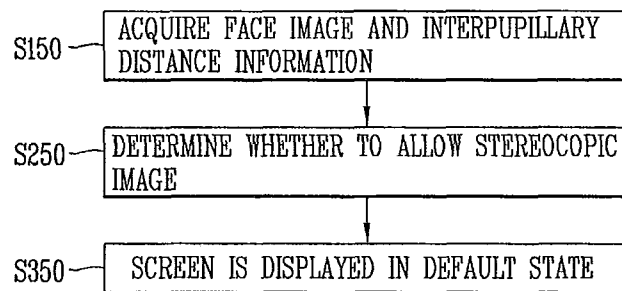 S150
ACQUIRE FACE IMAGE AND INTERPUPILLARY
DISTANCE INFORMATION
S250
DETERMINE WHETHER TO ALLOW STEREOCOPIC
IMAGE
S350
SCREEN IS DISPLAYED IN DEFAULT STATE